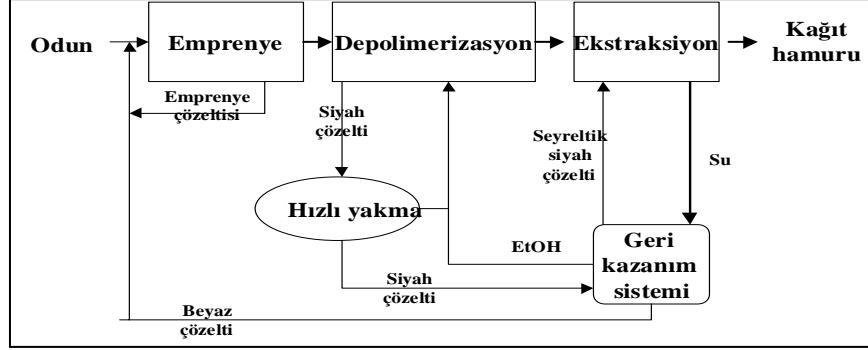 Odun
Emprenye
Depolimerizasyon
Ekstraksiyon
Kağıt
hamuru
Emprenye
çözeltisi
Siyah
çözelti
Seyreltik
siyah
çözelti
Su
Hızlı yakma
EtOH
Geri
kazanım
sistemi
Siyah
çözelti
Beyaz
çözelti